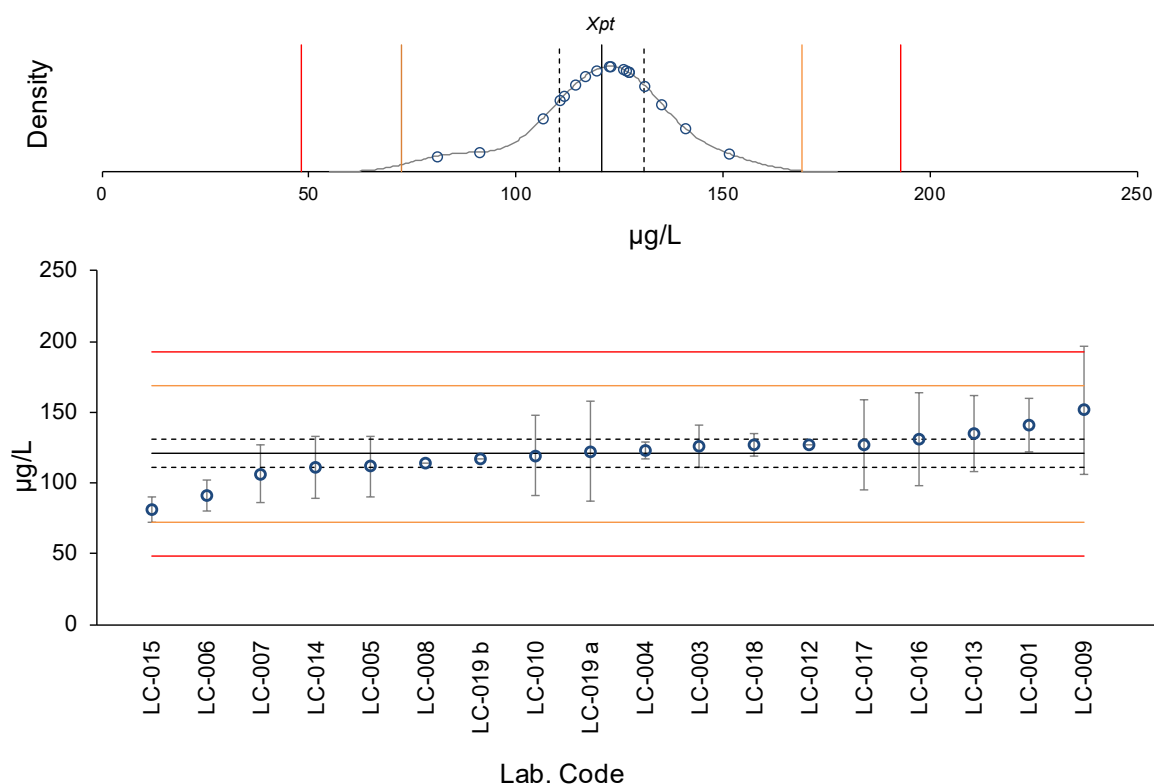 Xpt
Density
0 50 100 150 200 250
µg/L
250
200
150
100
50
0
µg/L
LC-015
LC-006
LC-007
LC-014
LC-005
LC-008
LC-019 b
LC-010
LC-019 a
LC-004
LC-003
LC-018
LC-012
LC-017
LC-016
LC-013
LC-001
LC-009
Lab. Code